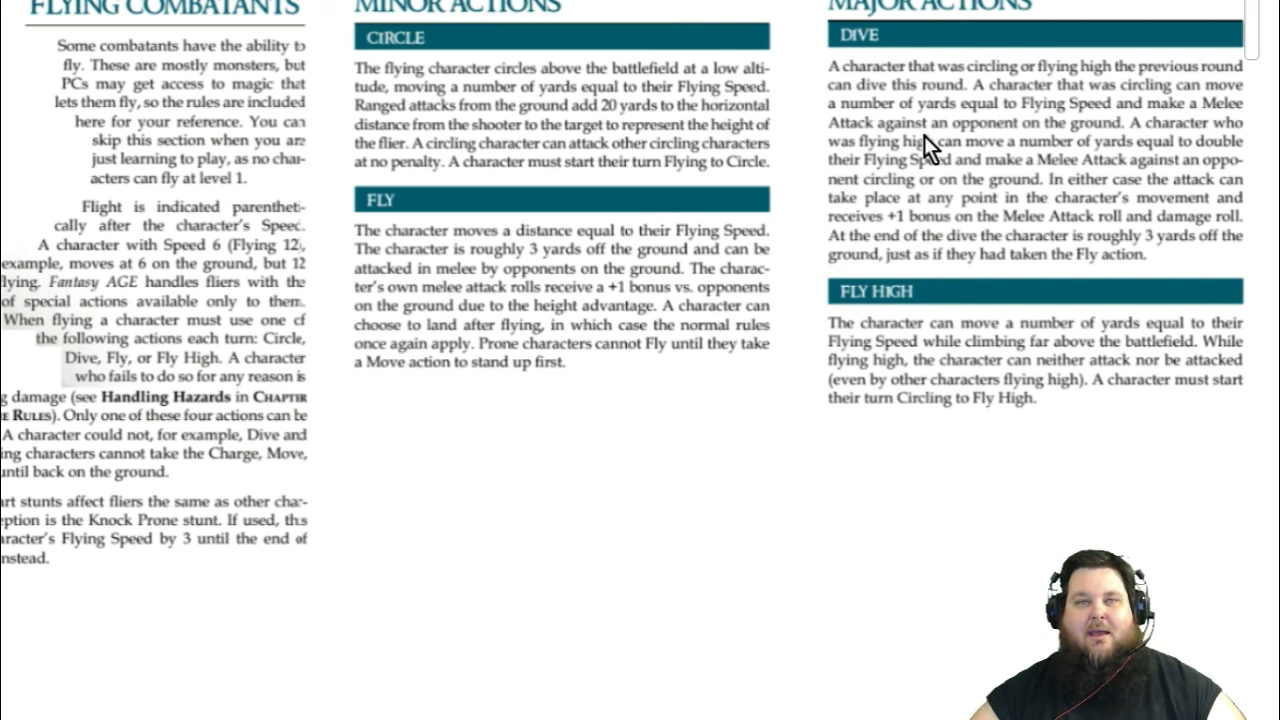 FLYING COMBATANTS
Some combatants have the ability to
fly. These are mostly monsters, but
PCs may get access to magic that
lets them fly, so the rules are included
here for your reference. You can
skip this section when you are
just learning to play, as no char-
acters can fly at level 1.
Flight is indicated parentheti-
cally after the character's Speed.
A character with Speed 6 (Flying 12),
example, moves at 6 on the ground, but 12
flying. Fantasy AGE handles fliers with the
of special actions available only to them.
When flying a character must use one of
the following actions each turn: Circle,
Dive, Fly, or Fly High. A character
who fails to do so for any reason is
g damage (see Handling Hazards in CHAPTER
RULES). Only one of these four actions can be
A character could not, for example, Dive and
ing characters cannot take the Charge, Move,
until back on the ground.
art stunts affect fliers the same as other char-
eption is the Knock Prone stunt. If used, this
aracter's Flying Speed by 3 until the end of
nstead.
MINOR ACTIONS
CIRCLE
The flying character circles above the battlefield at a low alti-
tude, moving a number of yards equal to their Flying Speed.
Ranged attacks from the ground add 20 yards to the horizontal
distance from the shooter to the target to represent the height of
the flier. A circling character can attack other circling characters
at no penalty. A character must start their turn Flying to Circle.
FLY
The character moves a distance equal to their Flying Speed.
The character is roughly 3 yards off the ground and can be
attacked in melee by opponents on the ground. The charac-
ter's own melee attack rolls receive a +1 bonus vs. opponents
on the ground due to the height advantage. A character can
choose to land after flying, in which case the normal rules
once again apply. Prone characters cannot Fly until they take
a Move action to stand up first.
MAJOR ACTIONS
DIVE
A character that was circling or flying high the previous round
can dive this round. A character that was circling can move
a number of yards equal to Flying Speed and make a Melee
Attack against an opponent on the ground. A character who
was flying high can move a number of yards equal to double
their Flying Speed and make a Melee Attack against an oppo-
nent circling or on the ground. In either case the attack can
take place at any point in the character's movement and
receives +1 bonus on the Melee Attack roll and damage roll.
At the end of the dive the character is roughly 3 yards off the
ground, just as if they had taken the Fly action.
FLY HIGH
The character can move a number of yards equal to their
Flying Speed while climbing far above the battlefield. While
flying high, the character can neither attack nor be attacked
(even by other characters flying high). A character must start
their turn Circling to Fly High.